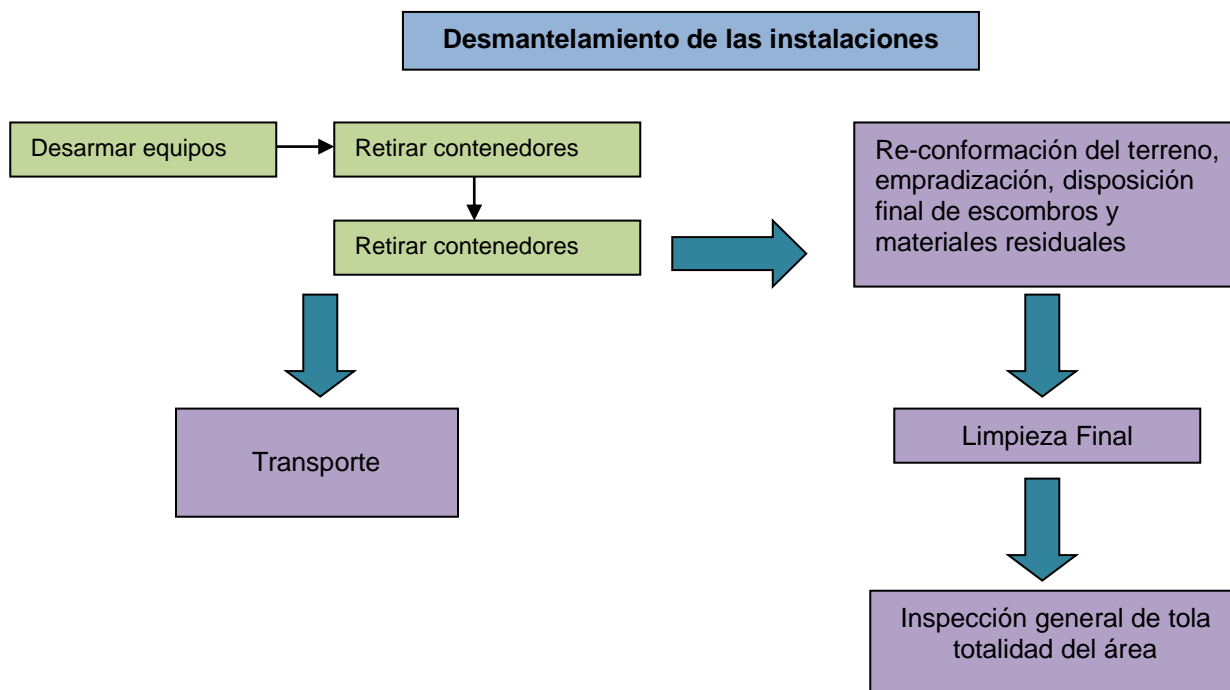 Desmantelamiento de las instalaciones
Desarmar equipos
Retirar contenedores
Retirar contenedores
Re-conformación del terreno,
empradización, disposición
final de escombros y
materiales residuales
Transporte
Limpieza Final
Inspección general de tola
totalidad del área